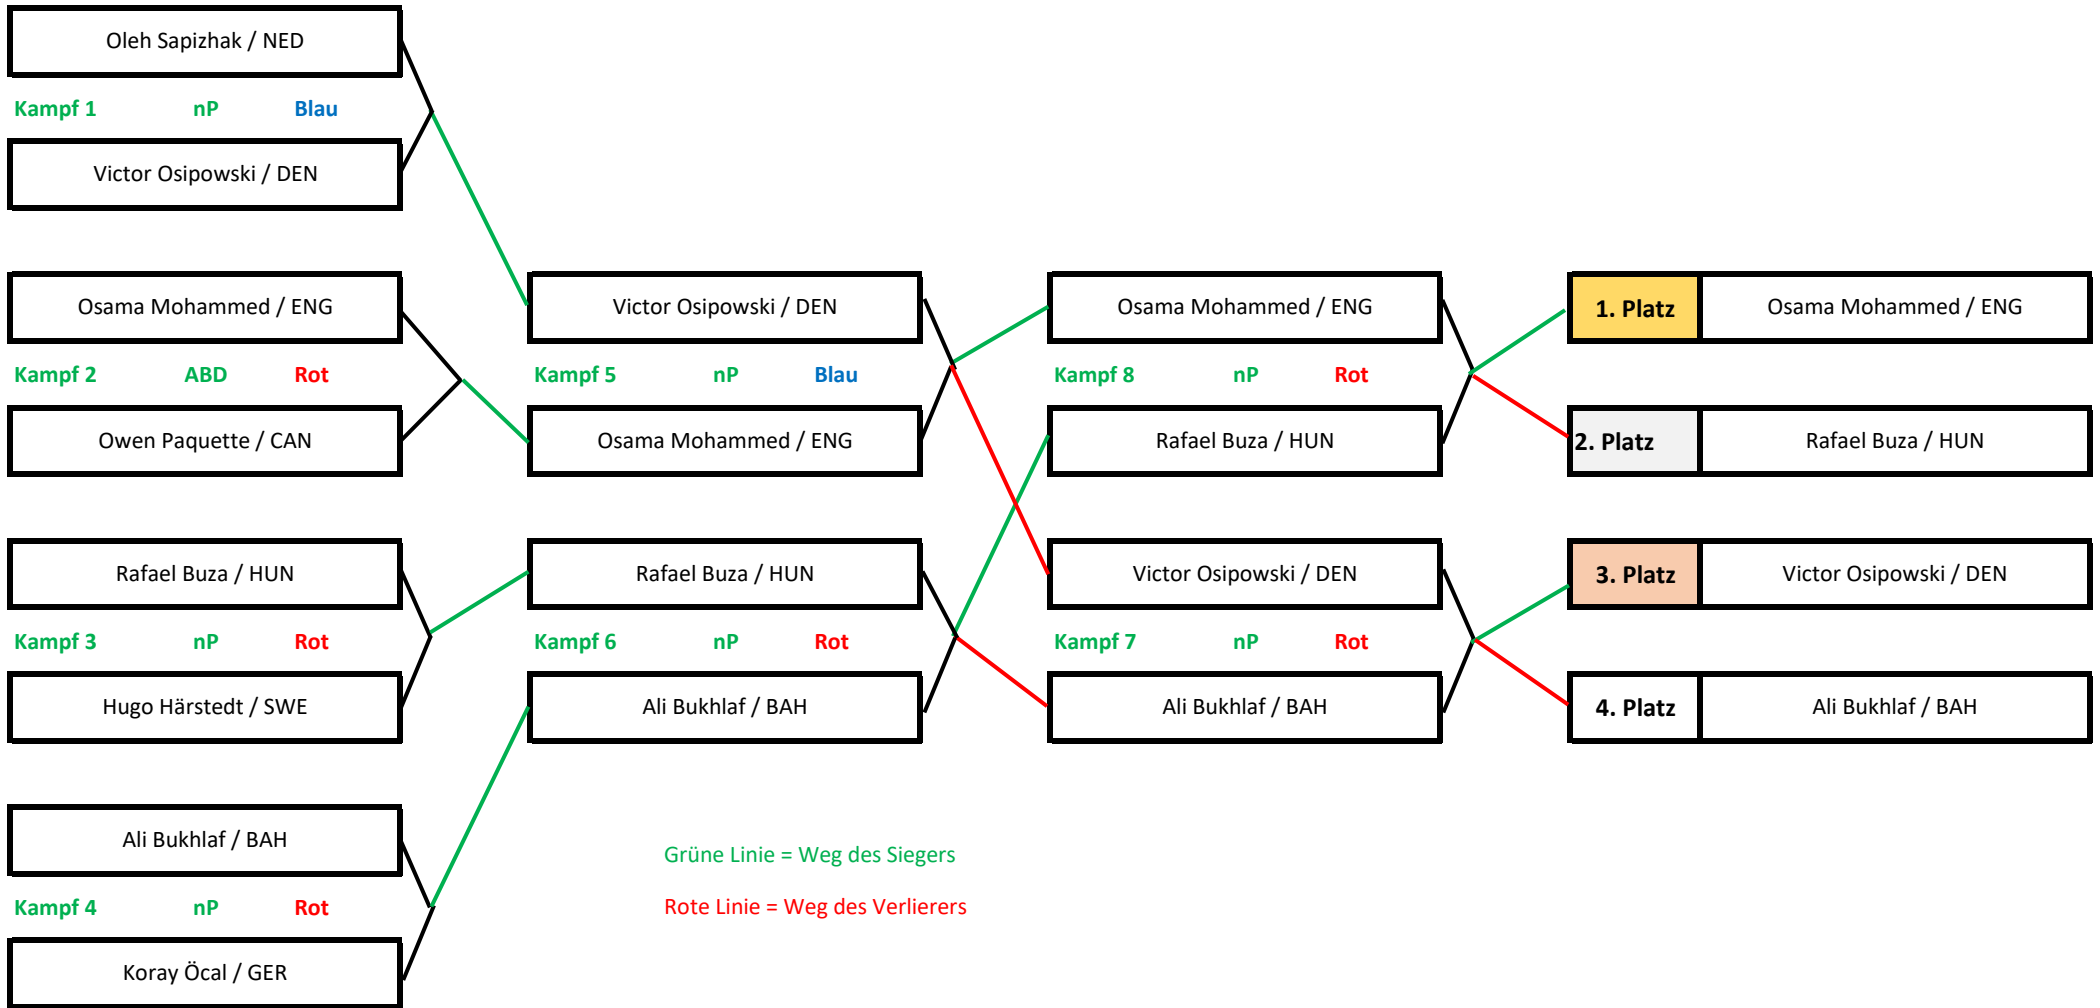 Oleh Sapizhak / NED
Kampf 1 nP Blau
Victor Osipowski / DEN
Osama Mohammed / ENG
Kampf 2 ABD Rot
Owen Paquette / CAN
Rafael Buza / HUN
Kampf 3 nP Rot
Hugo Härstedt / SWE
Ali Bukhlaf / BAH
Kampf 4 nP Rot
Koray Öcal / GER
Victor Osipowski / DEN
Kampf 5 nP Blau
Osama Mohammed / ENG
Rafael Buza / HUN
Kampf 6 nP Rot
Ali Bukhlaf / BAH
Grüne Linie = Weg des Siegers
Rote Linie = Weg des Verlierers
Osama Mohammed / ENG
Kampf 8 nP Rot
Rafael Buza / HUN
Victor Osipowski / DEN
Kampf 7 nP Rot
Ali Bukhlaf / BAH
1. Platz Osama Mohammed / ENG
2. Platz Rafael Buza / HUN
3. Platz Victor Osipowski / DEN
4. Platz Ali Bukhlaf / BAH